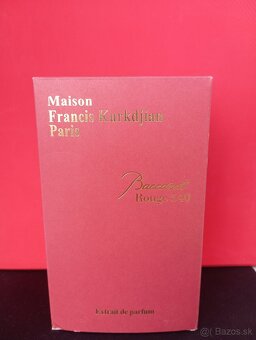 Maison
Francis Kurkdjian
Paris
Baccarat
Rouge 540
Extrait de parfum
© Bazos.sk